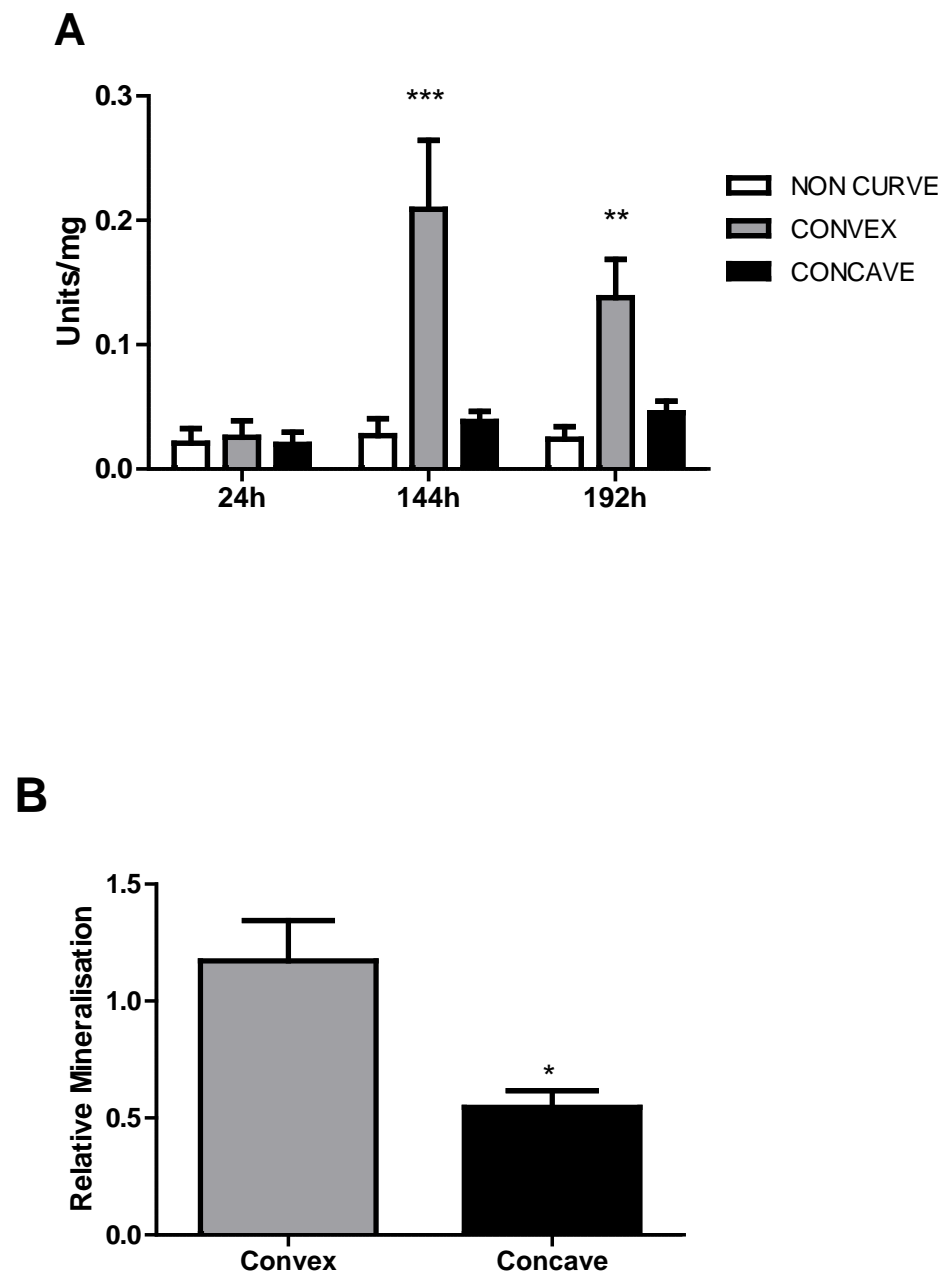 A
0.3
0.2
0.1
0.0
Units/mg
***
**
24h 144h 192h
NON CURVE
CONVEX
CONCAVE
B
1.5
1.0
0.5
0.0
Relative Mineralisation
*
Convex Concave